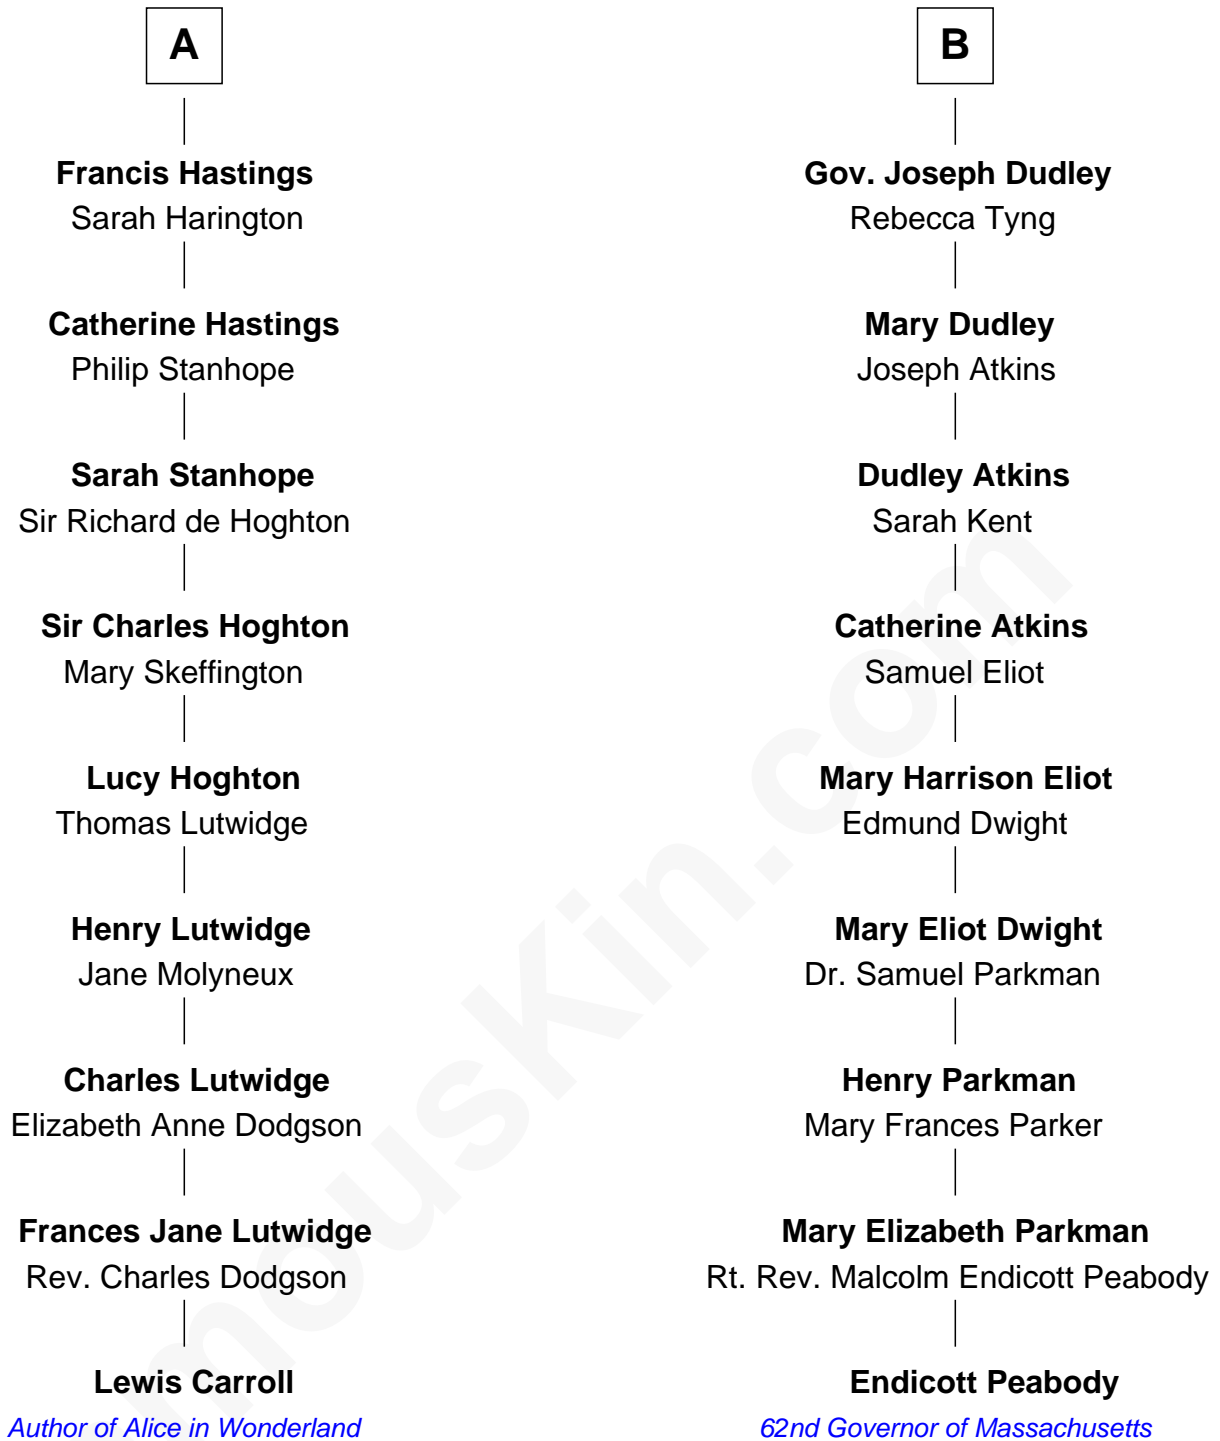 A
Francis Hastings
Sarah Harington
Catherine Hastings
Philip Stanhope
Sarah Stanhope
Sir Richard de Hoghton
Sir Charles Hoghton
Mary Skeffington
Lucy Hoghton
Thomas Lutwidge
Henry Lutwidge
Jane Molyneux
Charles Lutwidge
Elizabeth Anne Dodgson
Frances Jane Lutwidge
Rev. Charles Dodgson
Lewis Carroll
Author of Alice in Wonderland
B
Gov. Joseph Dudley
Rebecca Tyng
Mary Dudley
Joseph Atkins
Dudley Atkins
Sarah Kent
Catherine Atkins
Samuel Eliot
Mary Harrison Eliot
Edmund Dwight
Mary Eliot Dwight
Dr. Samuel Parkman
Henry Parkman
Mary Frances Parker
Mary Elizabeth Parkman
Rt. Rev. Malcolm Endicott Peabody
Endicott Peabody
62nd Governor of Massachusetts
mousKin.com